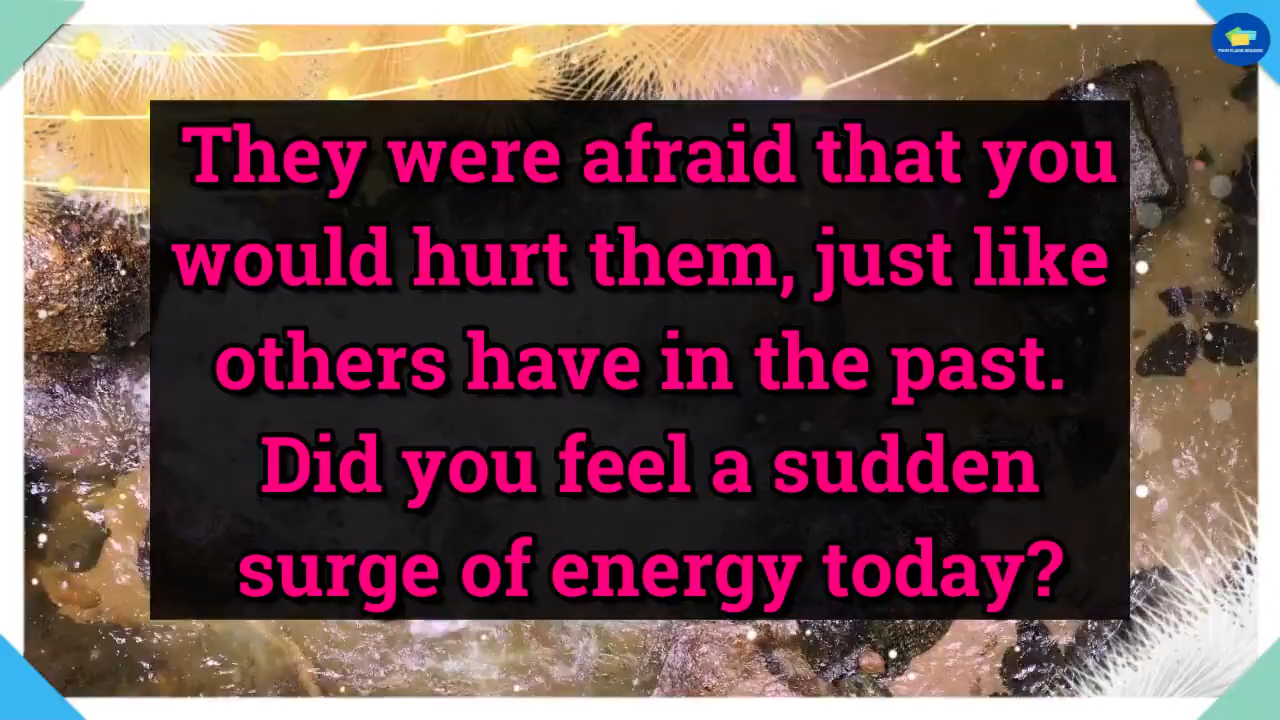 They were afraid that you
would hurt them, just like
others have in the past.
Did you feel a sudden
surge of energy today?